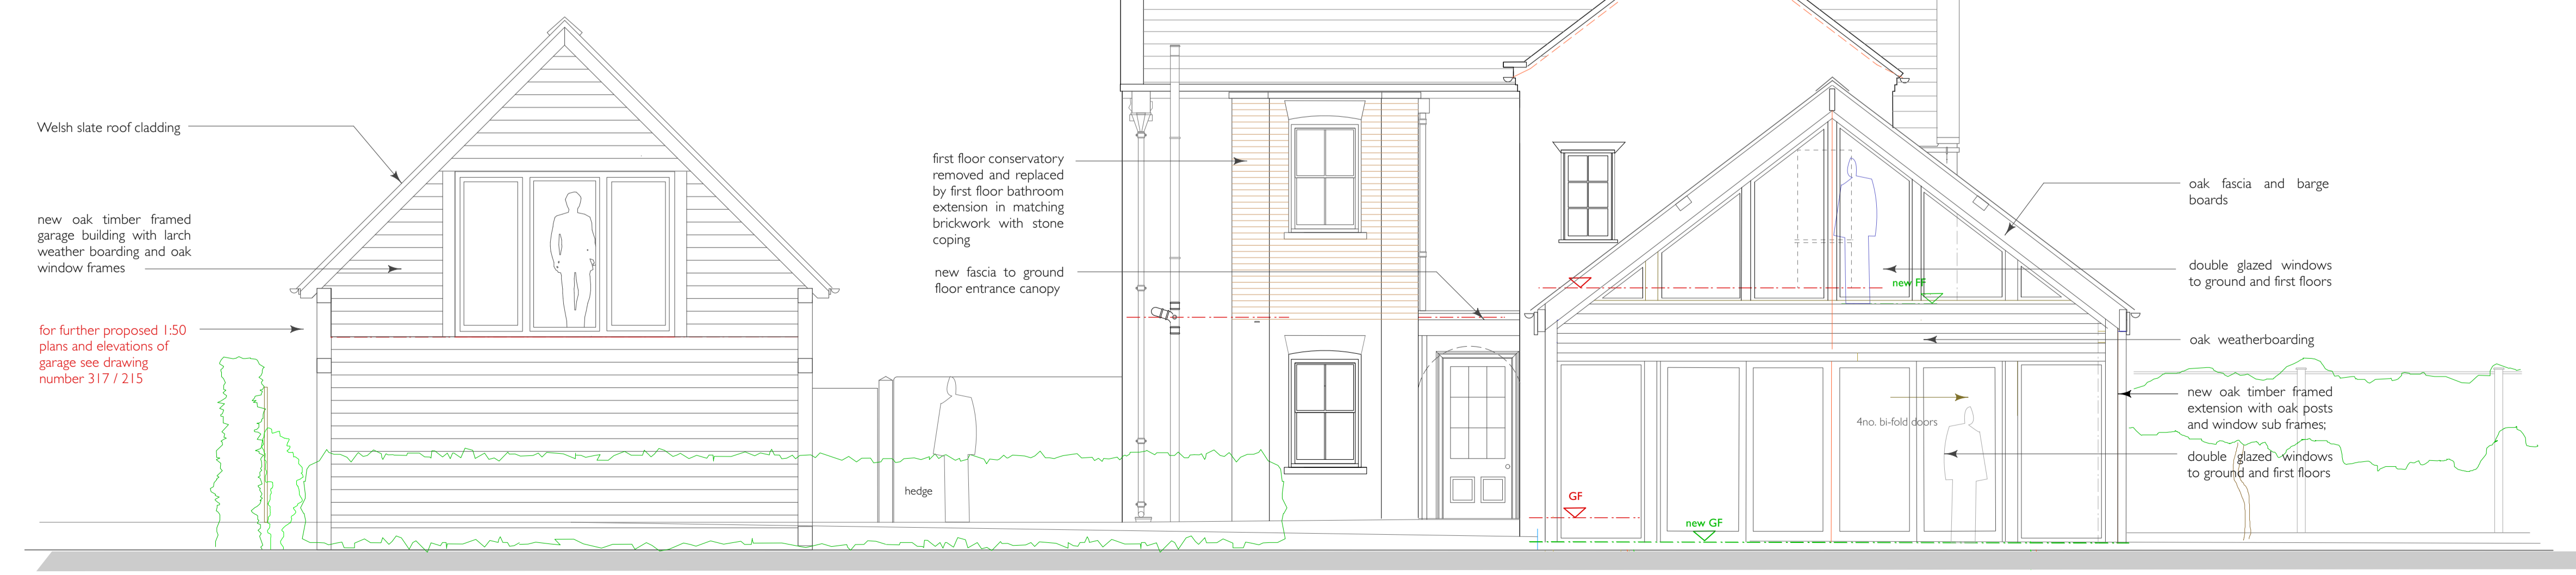 Welsh slate roof cladding
new oak timber framed
garage building with larch
weather boarding and oak
window frames
for further proposed 1:50
plans and elevations of
garage see drawing
number 317 / 215
first floor conservatory
removed and replaced
by first floor bathroom
extension in matching
brickwork with stone
coping
new fascia to ground
floor entrance canopy
hedge
GF
new GF
new FF
4no. bi-fold doors
oak fascia and barge
boards
double glazed windows
to ground and first floors
oak weatherboarding
new oak timber framed
extension with oak posts
and window sub frames;
double glazed windows
to ground and first floors